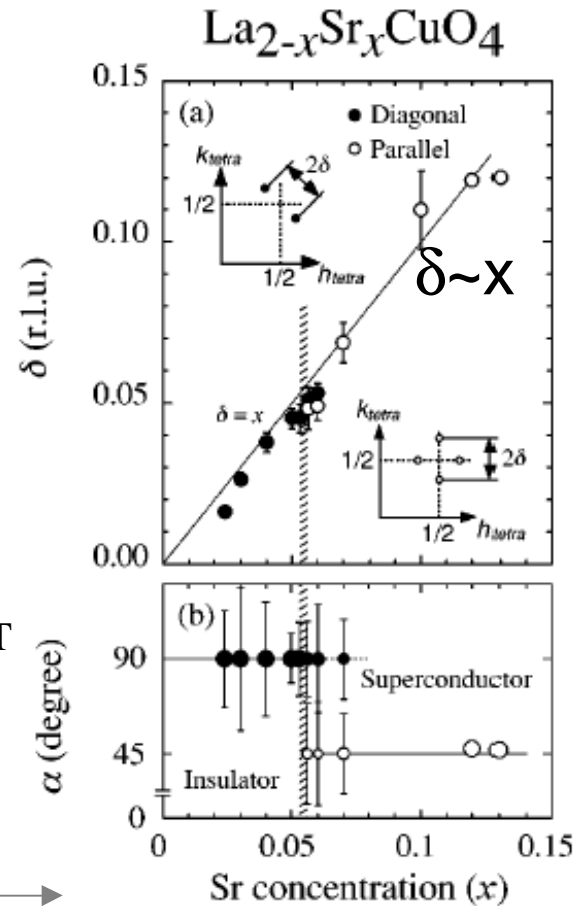 La2-xSrxCuO4
0.15
(a)
● Diagonal
○ Parallel
ktetra
2δ
1/2
1/2
htetra
0.10
δ~x
δ (r.l.u.)
0.05
δ = x
ktetra
1/2
2δ
1/2
htetra
0.00
(b)
T
90
Superconductor
α (degree)
45
Insulator
0
0 0.05 0.1 0.15
Sr concentration (x)